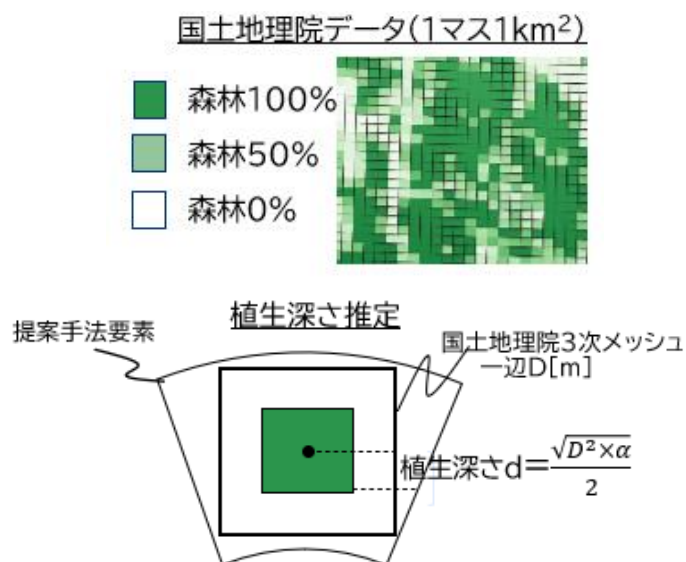 国土地理院データ(1マス1km²)
森林100%
森林50%
森林0%
植生深さ推定
提案手法要素
国土地理院3次メッシュ
一辺D[m]
植生深さd=√(D²×α)/2